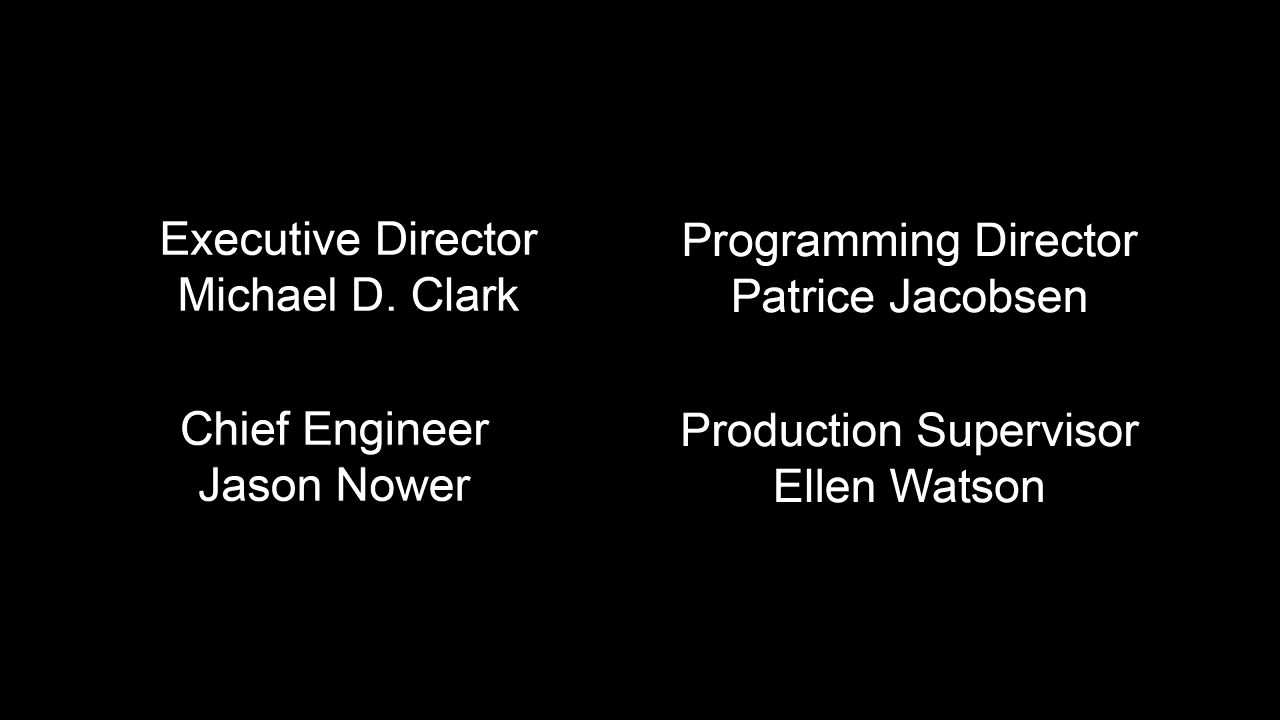 Executive Director
Michael D. Clark
Programming Director
Patrice Jacobsen
Chief Engineer
Jason Nower
Production Supervisor
Ellen Watson